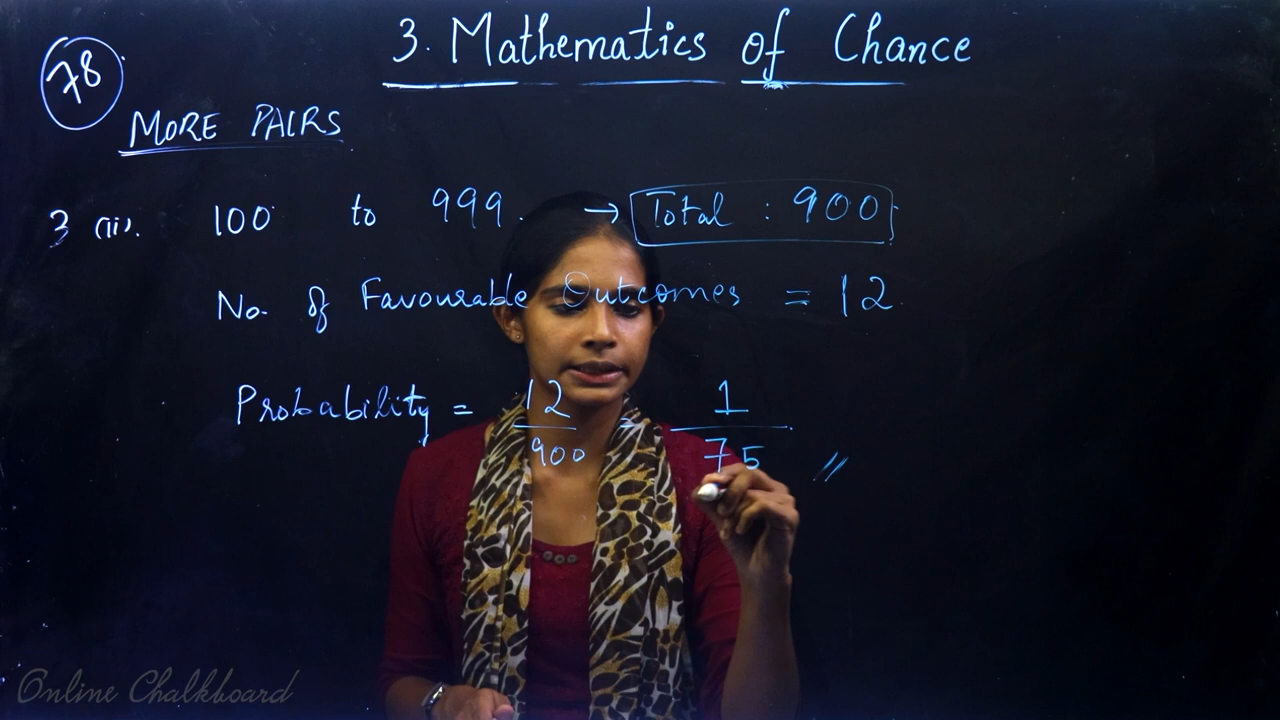 3. Mathematics of Chance
78
MORE PAIRS
3 (ii). 100 to 999. → Total : 900
No. of Favourable Outcomes = 12
Probability = 12/900 = 1/75 //
Online Chalkboard